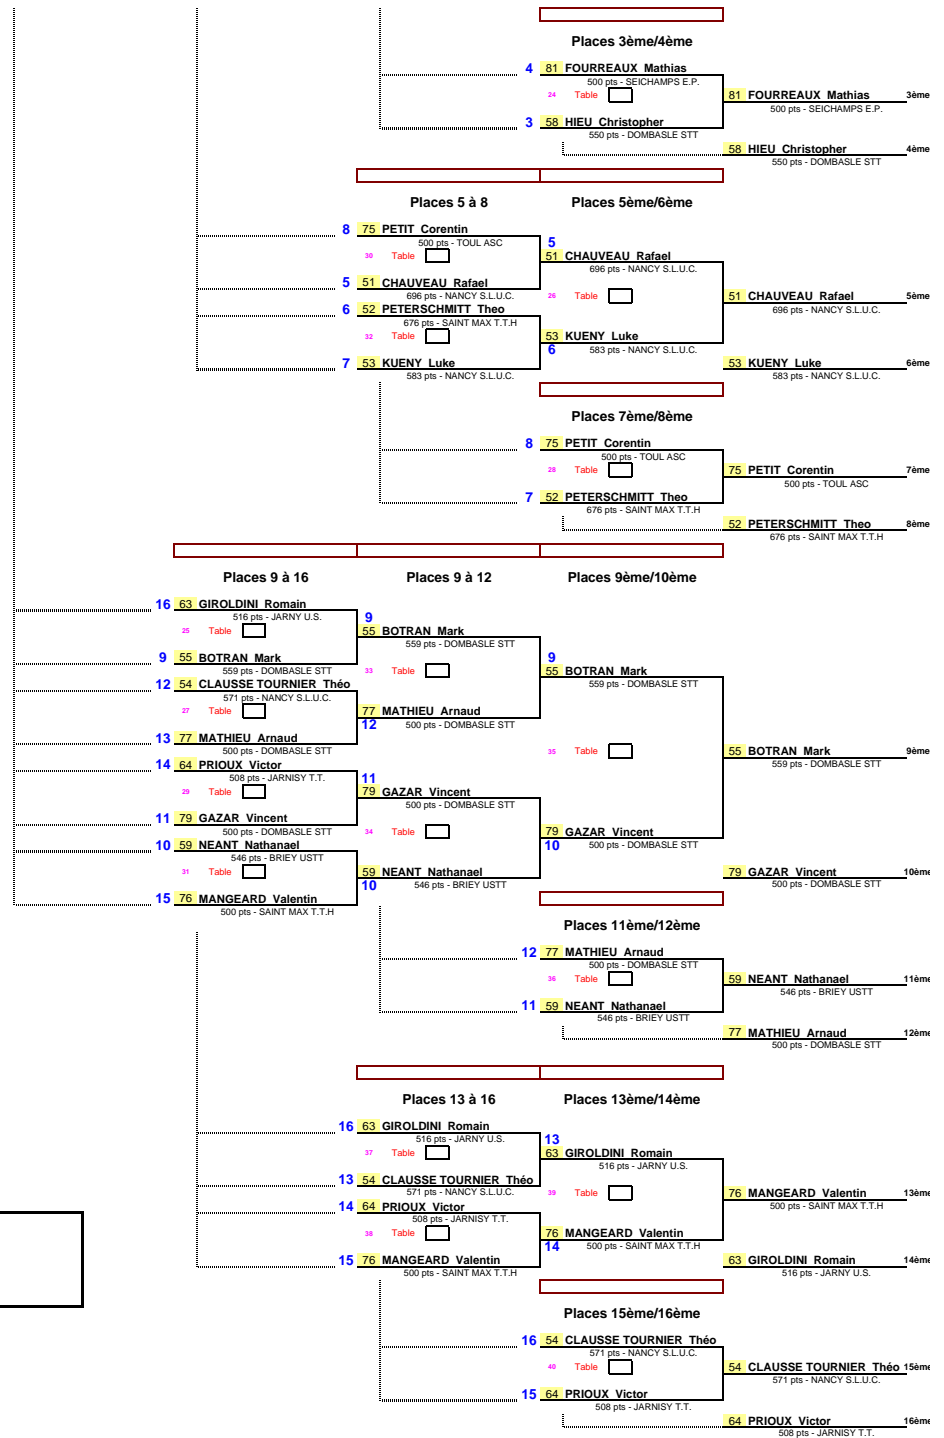 Places 3ème/4ème
4 81 FOURREAUX Mathias
500 pts - SEICHAMPS E.P.
24 Table
81 FOURREAUX Mathias 3ème
500 pts - SEICHAMPS E.P.
3 58 HIEU Christopher
550 pts - DOMBASLE STT
58 HIEU Christopher 4ème
550 pts - DOMBASLE STT
Places 5 à 8 Places 5ème/6ème
8 75 PETIT Corentin
500 pts - TOUL ASC
30 Table
5
51 CHAUVEAU Rafael
696 pts - NANCY S.L.U.C.
5 51 CHAUVEAU Rafael
696 pts - NANCY S.L.U.C.
26 Table
51 CHAUVEAU Rafael 5ème
696 pts - NANCY S.L.U.C.
6 52 PETERSCHMITT Theo
676 pts - SAINT MAX T.T.H
32 Table
53 KUENY Luke
6 583 pts - NANCY S.L.U.C.
7 53 KUENY Luke
583 pts - NANCY S.L.U.C.
53 KUENY Luke 6ème
583 pts - NANCY S.L.U.C.
Places 7ème/8ème
8 75 PETIT Corentin
500 pts - TOUL ASC
28 Table
75 PETIT Corentin 7ème
500 pts - TOUL ASC
7 52 PETERSCHMITT Theo
676 pts - SAINT MAX T.T.H
52 PETERSCHMITT Theo 8ème
676 pts - SAINT MAX T.T.H
Places 9 à 16 Places 9 à 12 Places 9ème/10ème
16 63 GIROLDINI Romain
516 pts - JARNY U.S.
25 Table
9
55 BOTRAN Mark
559 pts - DOMBASLE STT
9 55 BOTRAN Mark
559 pts - DOMBASLE STT
33 Table
9
55 BOTRAN Mark
559 pts - DOMBASLE STT
12 54 CLAUSSE TOURNIER Théo
571 pts - NANCY S.L.U.C.
27 Table
77 MATHIEU Arnaud
12 500 pts - DOMBASLE STT
13 77 MATHIEU Arnaud
500 pts - DOMBASLE STT
35 Table
55 BOTRAN Mark 9ème
559 pts - DOMBASLE STT
14 64 PRIOUX Victor
508 pts - JARNISY T.T.
29 Table
11
79 GAZAR Vincent
500 pts - DOMBASLE STT
11 79 GAZAR Vincent
500 pts - DOMBASLE STT
34 Table
79 GAZAR Vincent
10 500 pts - DOMBASLE STT
10 59 NEANT Nathanael
546 pts - BRIEY USTT
31 Table
59 NEANT Nathanael
10 546 pts - BRIEY USTT
79 GAZAR Vincent 10ème
500 pts - DOMBASLE STT
15 76 MANGEARD Valentin
500 pts - SAINT MAX T.T.H
Places 11ème/12ème
12 77 MATHIEU Arnaud
500 pts - DOMBASLE STT
36 Table
59 NEANT Nathanael 11ème
546 pts - BRIEY USTT
11 59 NEANT Nathanael
546 pts - BRIEY USTT
77 MATHIEU Arnaud 12ème
500 pts - DOMBASLE STT
Places 13 à 16 Places 13ème/14ème
16 63 GIROLDINI Romain
516 pts - JARNY U.S.
37 Table
13
63 GIROLDINI Romain
516 pts - JARNY U.S.
13 54 CLAUSSE TOURNIER Théo
571 pts - NANCY S.L.U.C.
39 Table
76 MANGEARD Valentin 13ème
500 pts - SAINT MAX T.T.H
14 64 PRIOUX Victor
508 pts - JARNISY T.T.
38 Table
76 MANGEARD Valentin
14 500 pts - SAINT MAX T.T.H
15 76 MANGEARD Valentin
500 pts - SAINT MAX T.T.H
63 GIROLDINI Romain 14ème
516 pts - JARNY U.S.
Places 15ème/16ème
16 54 CLAUSSE TOURNIER Théo
571 pts - NANCY S.L.U.C.
40 Table
54 CLAUSSE TOURNIER Théo 15ème
571 pts - NANCY S.L.U.C.
15 64 PRIOUX Victor
508 pts - JARNISY T.T.
64 PRIOUX Victor 16ème
508 pts - JARNISY T.T.